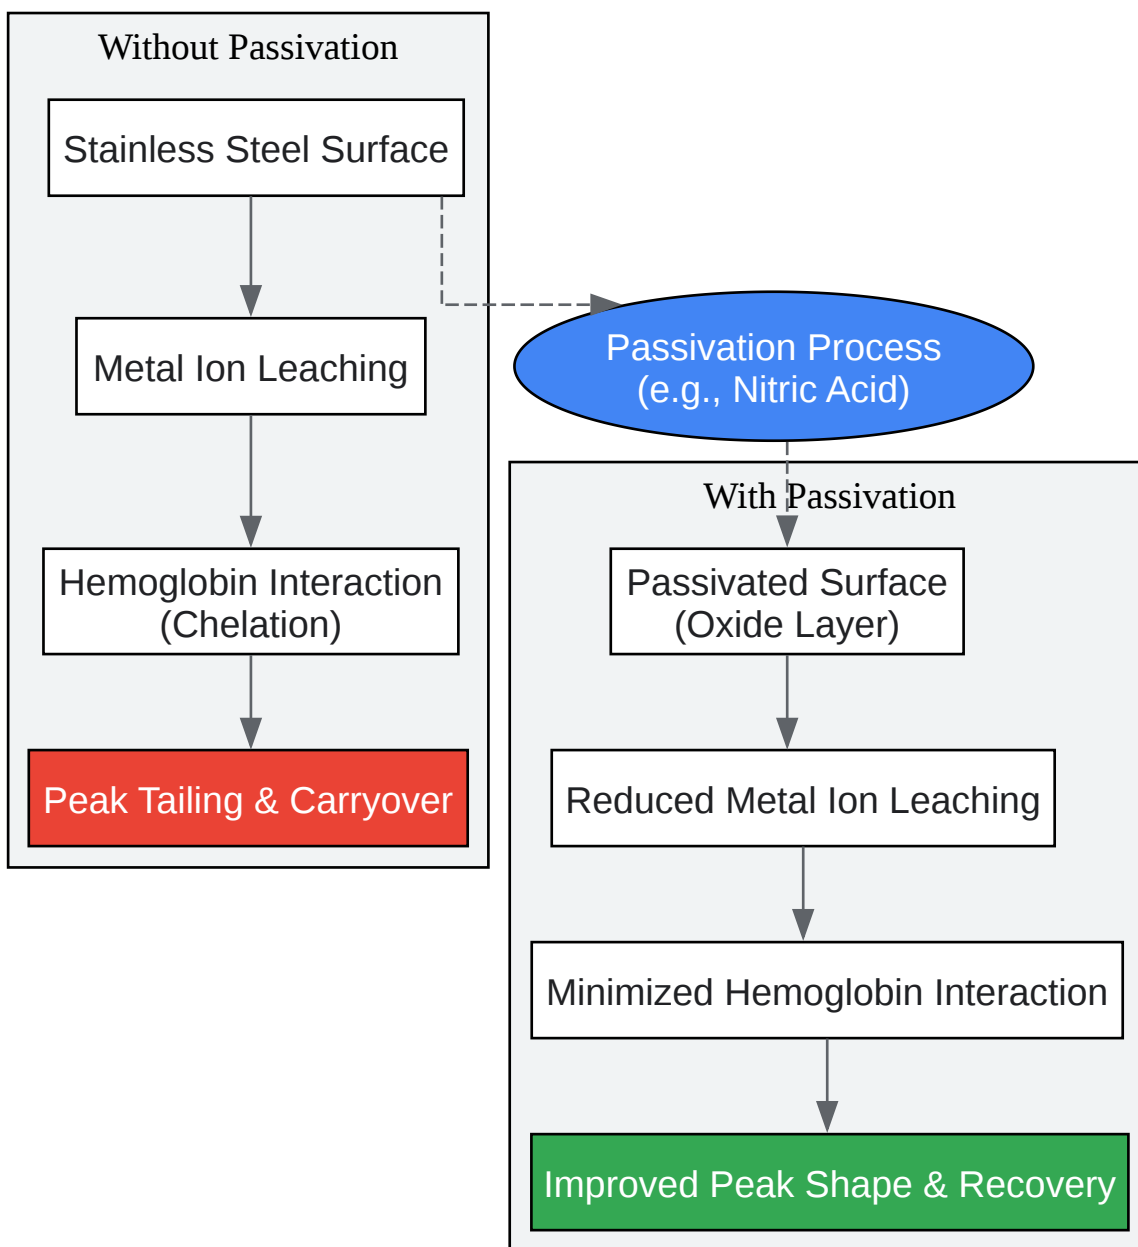 Without Passivation
Stainless Steel Surface
Metal Ion Leaching
Hemoglobin Interaction
(Chelation)
Peak Tailing & Carryover
Passivation Process
(e.g., Nitric Acid)
With Passivation
Passivated Surface
(Oxide Layer)
Reduced Metal Ion Leaching
Minimized Hemoglobin Interaction
Improved Peak Shape & Recovery